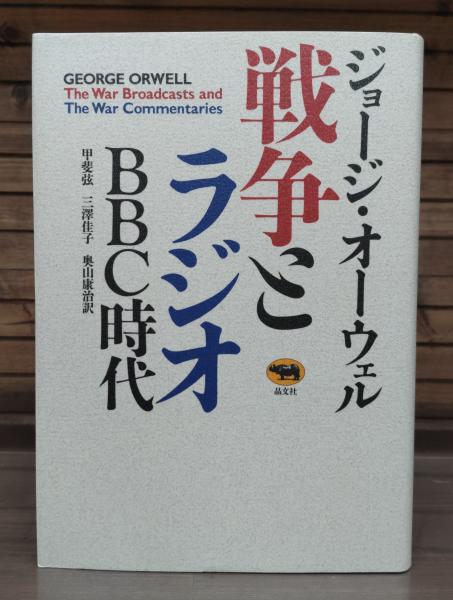 GEORGE ORWELL
The War Broadcasts and
The War Commentaries
ジョージ・オーウェル
戦争と
ラジオ
BBC時代
甲斐弦 三澤佳子 奥山康治訳
晶文社